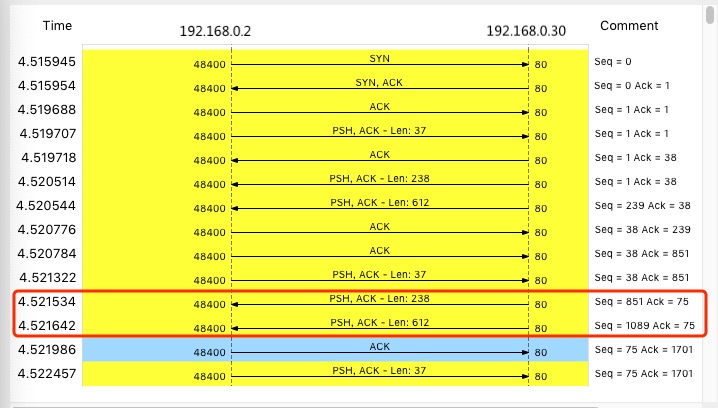 Time 192.168.0.2 192.168.0.30 Comment
4.515945 48400 SYN 80 Seq = 0
4.515954 48400 SYN, ACK 80 Seq = 0 Ack = 1
4.519688 48400 ACK 80 Seq = 1 Ack = 1
4.519707 48400 PSH, ACK - Len: 37 80 Seq = 1 Ack = 1
4.519718 48400 ACK 80 Seq = 1 Ack = 38
4.520514 48400 PSH, ACK - Len: 238 80 Seq = 1 Ack = 38
4.520544 48400 PSH, ACK - Len: 612 80 Seq = 239 Ack = 38
4.520776 48400 ACK 80 Seq = 38 Ack = 239
4.520784 48400 ACK 80 Seq = 38 Ack = 851
4.521322 48400 PSH, ACK - Len: 37 80 Seq = 38 Ack = 851
4.521534 48400 PSH, ACK - Len: 238 80 Seq = 851 Ack = 75
4.521642 48400 PSH, ACK - Len: 612 80 Seq = 1089 Ack = 75
4.521986 48400 ACK 80 Seq = 75 Ack = 1701
4.522457 48400 PSH, ACK - Len: 37 80 Seq = 75 Ack = 1701